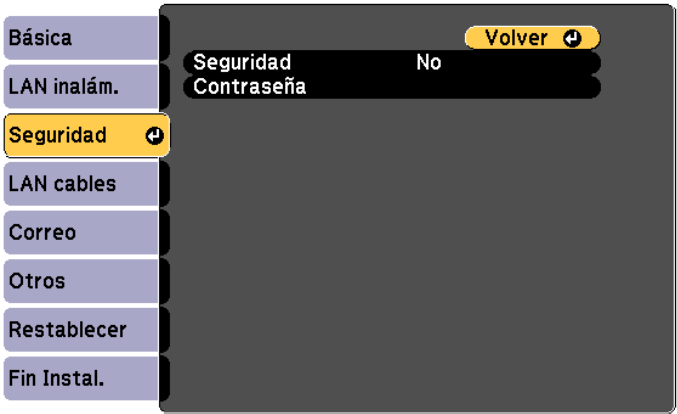 Básica
LAN inalám.
Seguridad
LAN cables
Correo
Otros
Restablecer
Fin Instal.
Volver
Seguridad No
Contraseña